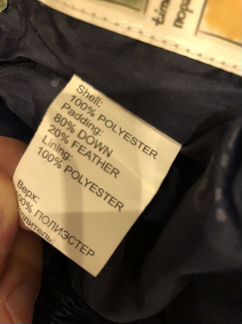 Shell:
100% POLYESTER
Padding:
80% DOWN
20% FEATHER
Lining:
100% POLYESTER
Верх:
100% ПОЛИЭСТЕР